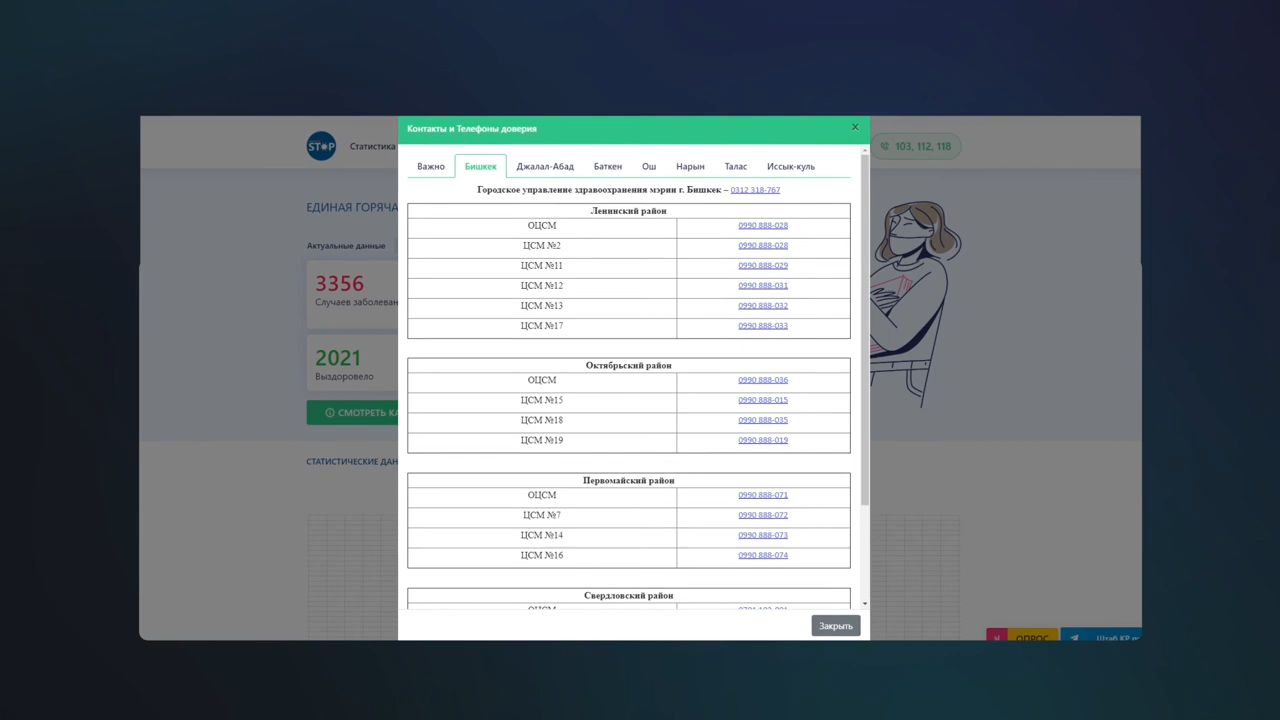 Контакты и Телефоны доверия
×
STOP
Статистика
103, 112, 118
Важно Бишкек Джалал-Абад Баткен Ош Нарын Талас Иссык-куль
Городское управление здравоохранения мэрии г. Бишкек – 0312 318-767
ЕДИНАЯ ГОРЯЧА
Актуальные данные
3356
Случаев заболеван
2021
Выздоровело
СМОТРЕТЬ КА
СТАТИСТИЧЕСКИЕ ДАН
Ленинский район
ОЦСМ 0990 888-028
ЦСМ №2 0990 888-028
ЦСМ №11 0990 888-029
ЦСМ №12 0990 888-031
ЦСМ №13 0990 888-032
ЦСМ №17 0990 888-033
Октябрьский район
ОЦСМ 0990 888-036
ЦСМ №15 0990 888-015
ЦСМ №18 0990 888-035
ЦСМ №19 0990 888-019
Первомайский район
ОЦСМ 0990 888-071
ЦСМ №7 0990 888-072
ЦСМ №14 0990 888-073
ЦСМ №16 0990 888-074
Свердловский район
ОЦСМ
Закрыть
ОПРОС
Штаб КР